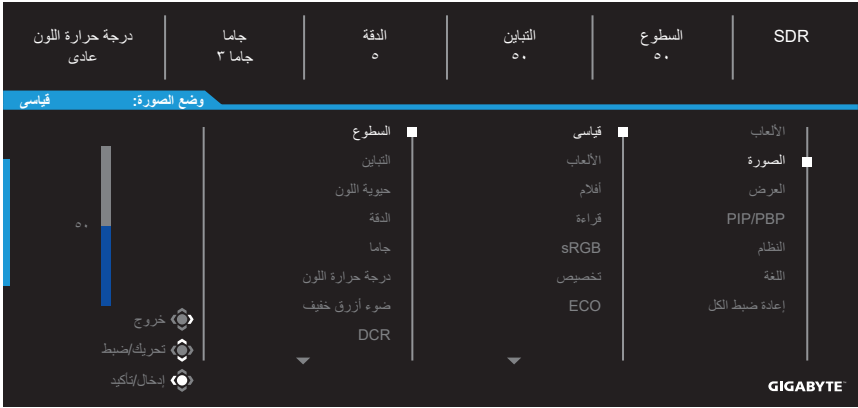 SDR
السطوع
٥٠
التباين
٥٠
الدقة
٥
جاما
جاما ٣
درجة حرارة اللون
عادى
وضع الصورة: قياسى
الألعاب
الصورة
العرض
PIP/PBP
النظام
اللغة
إعادة ضبط الكل
قياسى
الألعاب
أفلام
قراءة
sRGB
تخصيص
ECO
السطوع
التباين
حيوية اللون
الدقة
جاما
درجة حرارة اللون
ضوء أزرق خفيف
DCR
٥٠
خروج
تحريك/ضبط
إدخال/تأكيد
GIGABYTE™